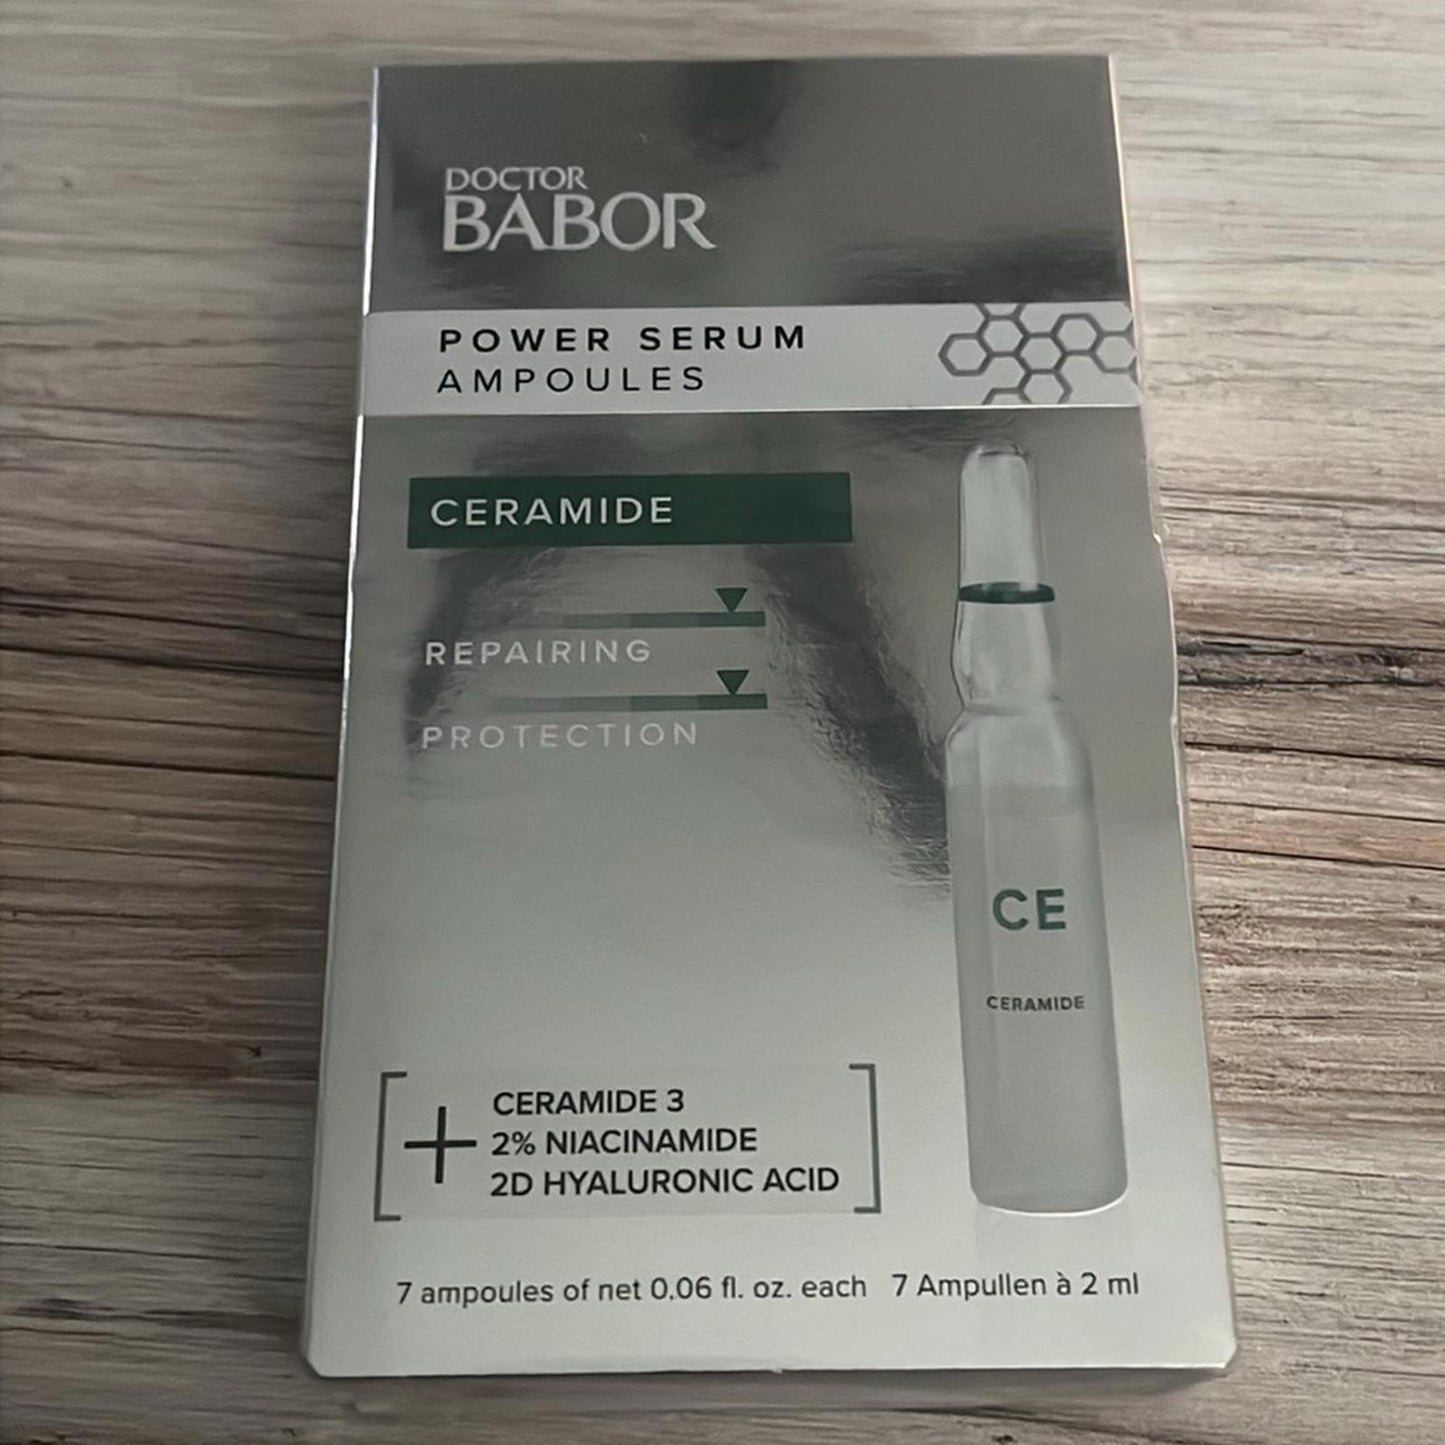 DOCTOR
BABOR
POWER SERUM
AMPOULES
CERAMIDE
REPAIRING
PROTECTION
CE
CERAMIDE
+ CERAMIDE 3
2% NIACINAMIDE
2D HYALURONIC ACID
7 ampoules of net 0.06 fl. oz. each 7 Ampullen à 2 ml